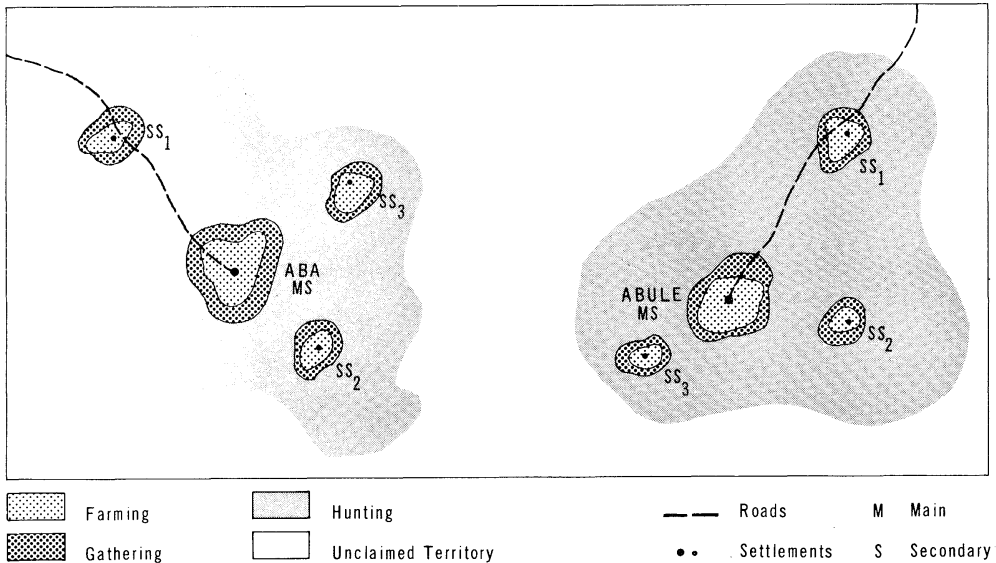 SS1
SS3
ABA
MS
SS2
SS1
ABULE
MS
SS2
SS3
Farming
Hunting
Roads
M Main
Gathering
Unclaimed Territory
Settlements
S Secondary